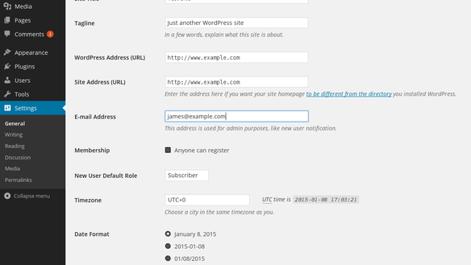 Media
Pages
Comments 1
Appearance
Plugins
Users
Tools
Settings
General
Writing
Reading
Discussion
Media
Permalinks
Collapse menu
Tagline
Just another WordPress site
In a few words, explain what this site is about.
WordPress Address (URL)
http://www.example.com
Site Address (URL)
http://www.example.com
Enter the address here if you want your site homepage to be different from the directory you installed WordPress.
E-mail Address
james@example.com
This address is used for admin purposes, like new user notification.
Membership
Anyone can register
New User Default Role
Subscriber
Timezone
UTC+0
UTC time is 2015-01-08 17:03:21
Choose a city in the same timezone as you.
Date Format
January 8, 2015
2015-01-08
01/08/2015